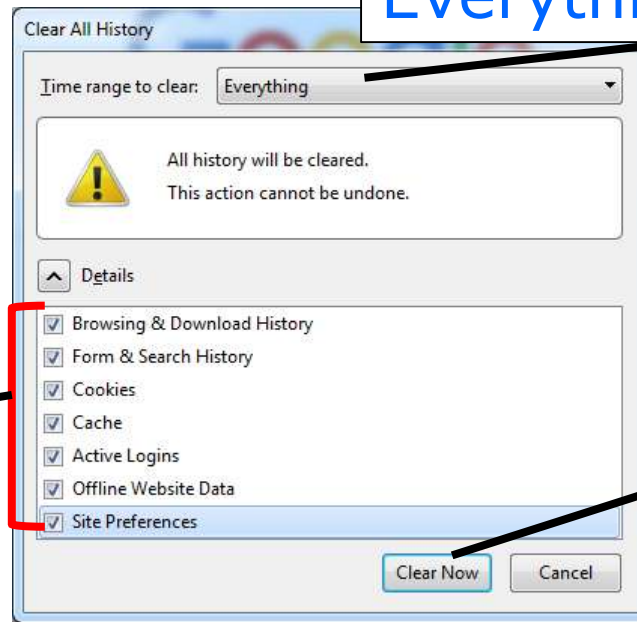 Everythi
Clear All History
Time range to clear: Everything
All history will be cleared.
This action cannot be undone.
Details
Browsing & Download History
Form & Search History
Cookies
Cache
Active Logins
Offline Website Data
Site Preferences
Clear Now Cancel